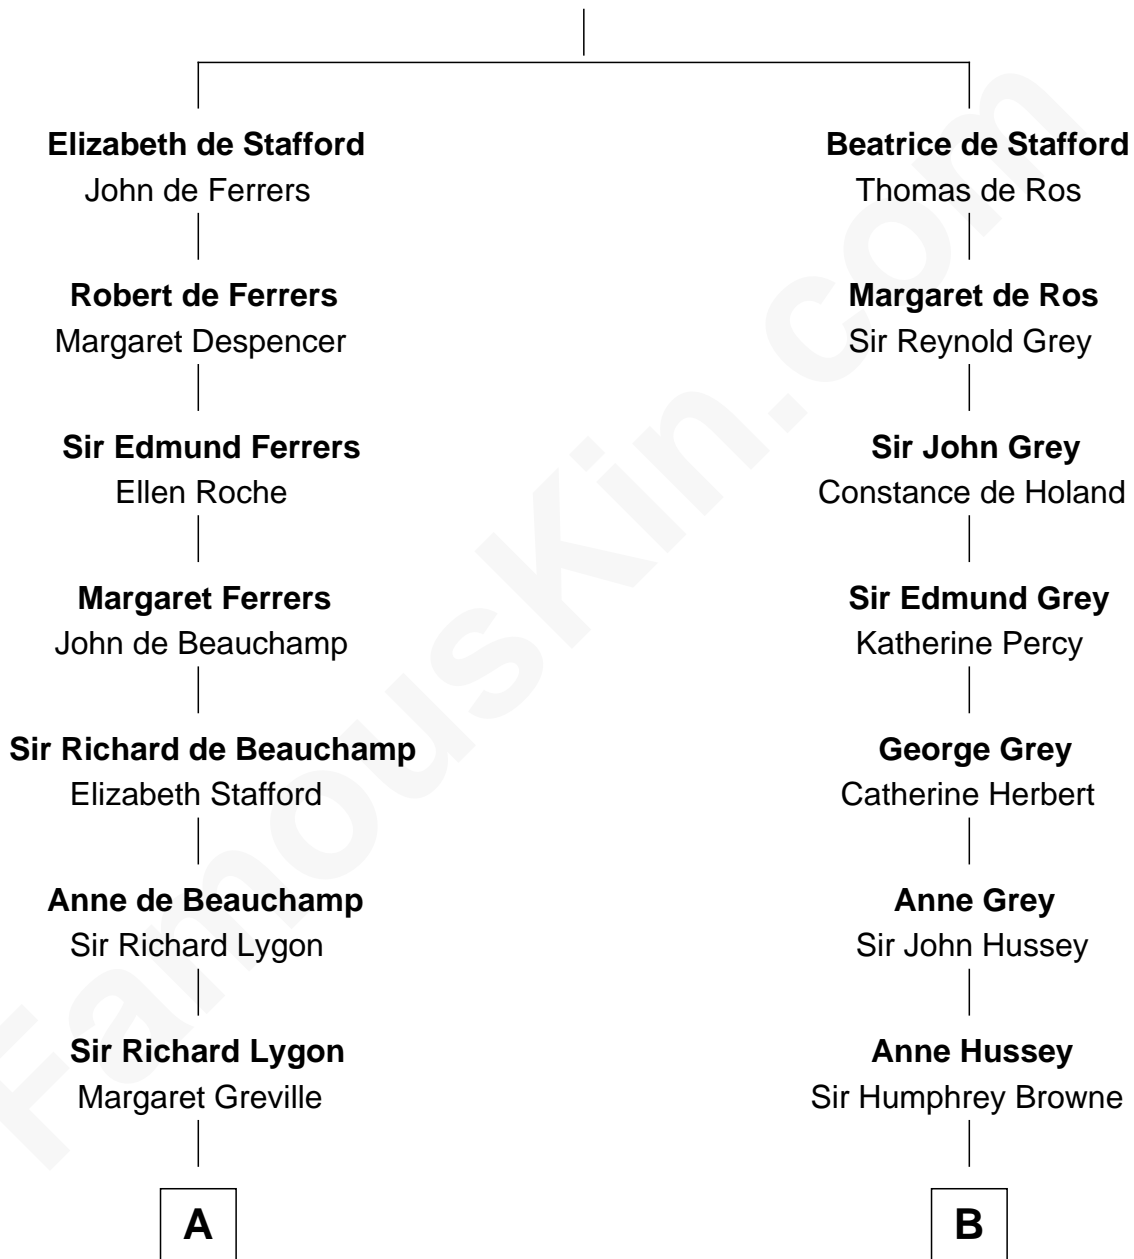 Elizabeth de Stafford
John de Ferrers
Robert de Ferrers
Margaret Despencer
Sir Edmund Ferrers
Ellen Roche
Margaret Ferrers
John de Beauchamp
Sir Richard de Beauchamp
Elizabeth Stafford
Anne de Beauchamp
Sir Richard Lygon
Sir Richard Lygon
Margaret Greville
A
Beatrice de Stafford
Thomas de Ros
Margaret de Ros
Sir Reynold Grey
Sir John Grey
Constance de Holand
Sir Edmund Grey
Katherine Percy
George Grey
Catherine Herbert
Anne Grey
Sir John Hussey
Anne Hussey
Sir Humphrey Browne
B
FamousKin.com